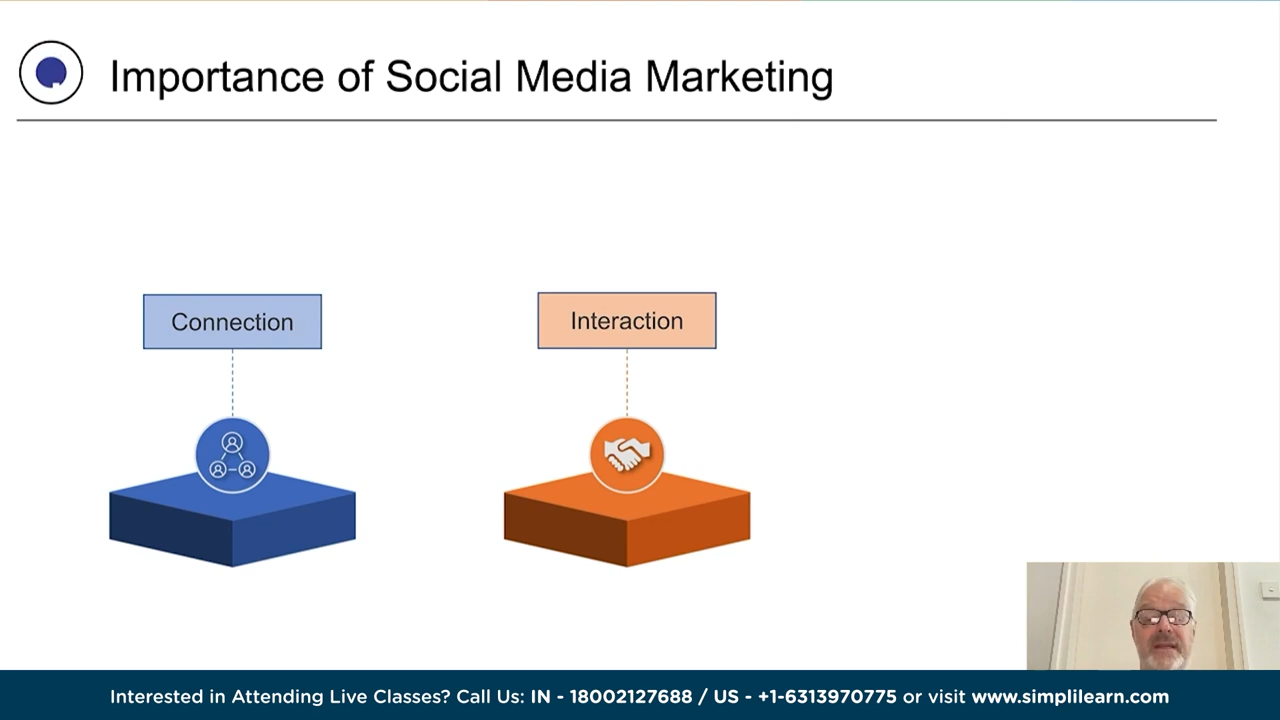 Importance of Social Media Marketing
Connection
Interaction
Interested in Attending Live Classes? Call Us: IN - 18002127688 / US - +1-6313970775 or visit www.simplilearn.com